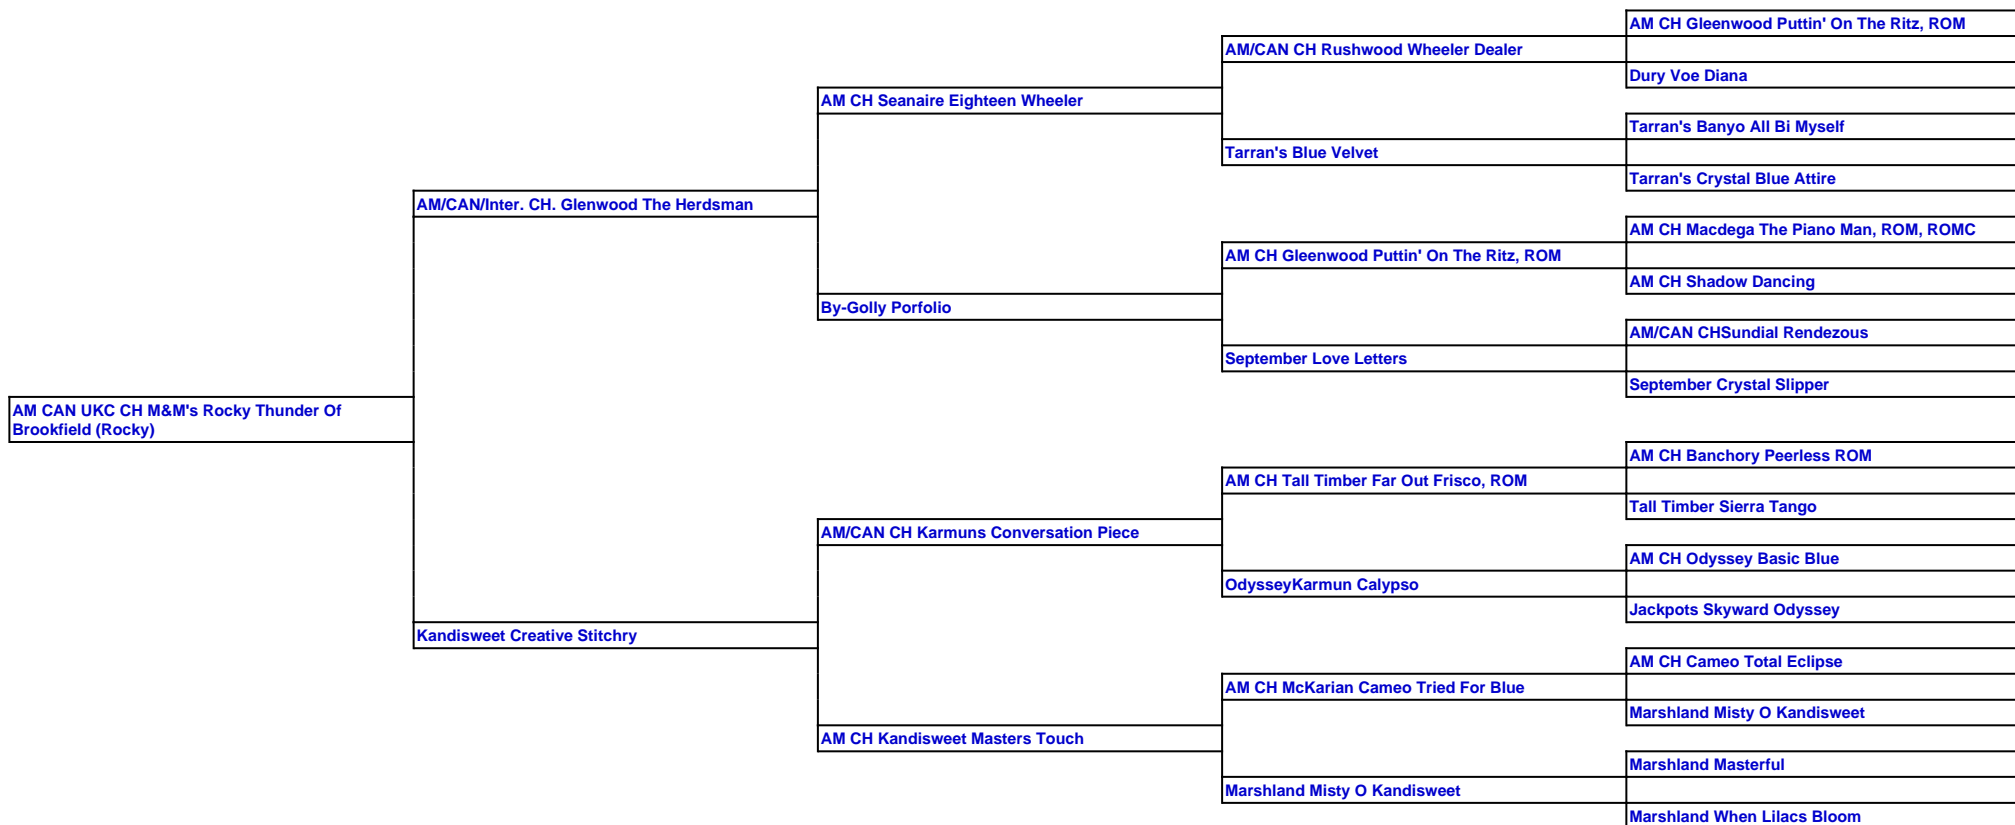 AM CH Gleenwood Puttin' On The Ritz, ROM
AM/CAN CH Rushwood Wheeler Dealer
Dury Voe Diana
AM CH Seanaire Eighteen Wheeler
Tarran's Banyo All Bi Myself
Tarran's Blue Velvet
Tarran's Crystal Blue Attire
AM/CAN/Inter. CH. Glenwood The Herdsman
AM CH Macdega The Piano Man, ROM, ROMC
AM CH Gleenwood Puttin' On The Ritz, ROM
AM CH Shadow Dancing
By-Golly Porfolio
AM/CAN CHSundial Rendezous
September Love Letters
September Crystal Slipper
AM CAN UKC CH M&M's Rocky Thunder Of
Brookfield (Rocky)
AM CH Banchory Peerless ROM
AM CH Tall Timber Far Out Frisco, ROM
Tall Timber Sierra Tango
AM/CAN CH Karmuns Conversation Piece
AM CH Odyssey Basic Blue
OdysseyKarmun Calypso
Jackpots Skyward Odyssey
Kandisweet Creative Stitchry
AM CH Cameo Total Eclipse
AM CH McKarian Cameo Tried For Blue
Marshland Misty O Kandisweet
AM CH Kandisweet Masters Touch
Marshland Masterful
Marshland Misty O Kandisweet
Marshland When Lilacs Bloom